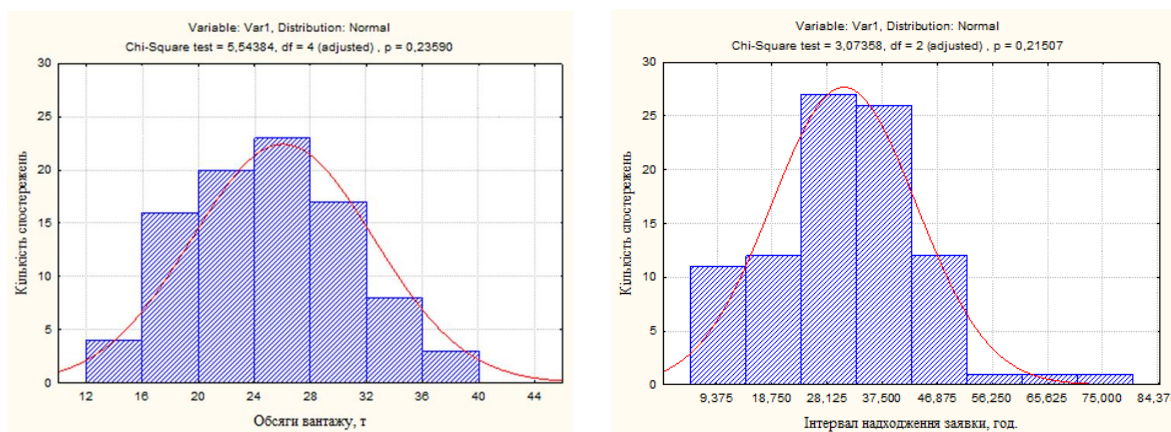 Variable: Var1, Distribution: Normal
Chi-Square test = 5,54384, df = 4 (adjusted) , p = 0,23590
30
25
20
15
10
5
0
Кількість спостережень
12 16 20 24 28 32 36 40 44
Обсяги вантажу, т
Variable: Var1, Distribution: Normal
Chi-Square test = 3,07358, df = 2 (adjusted) , p = 0,21507
30
25
20
15
10
5
0
Кількість спостережень
9,375 18,750 28,125 37,500 46,875 56,250 65,625 75,000 84,375
Інтервал надходження заявки, год.